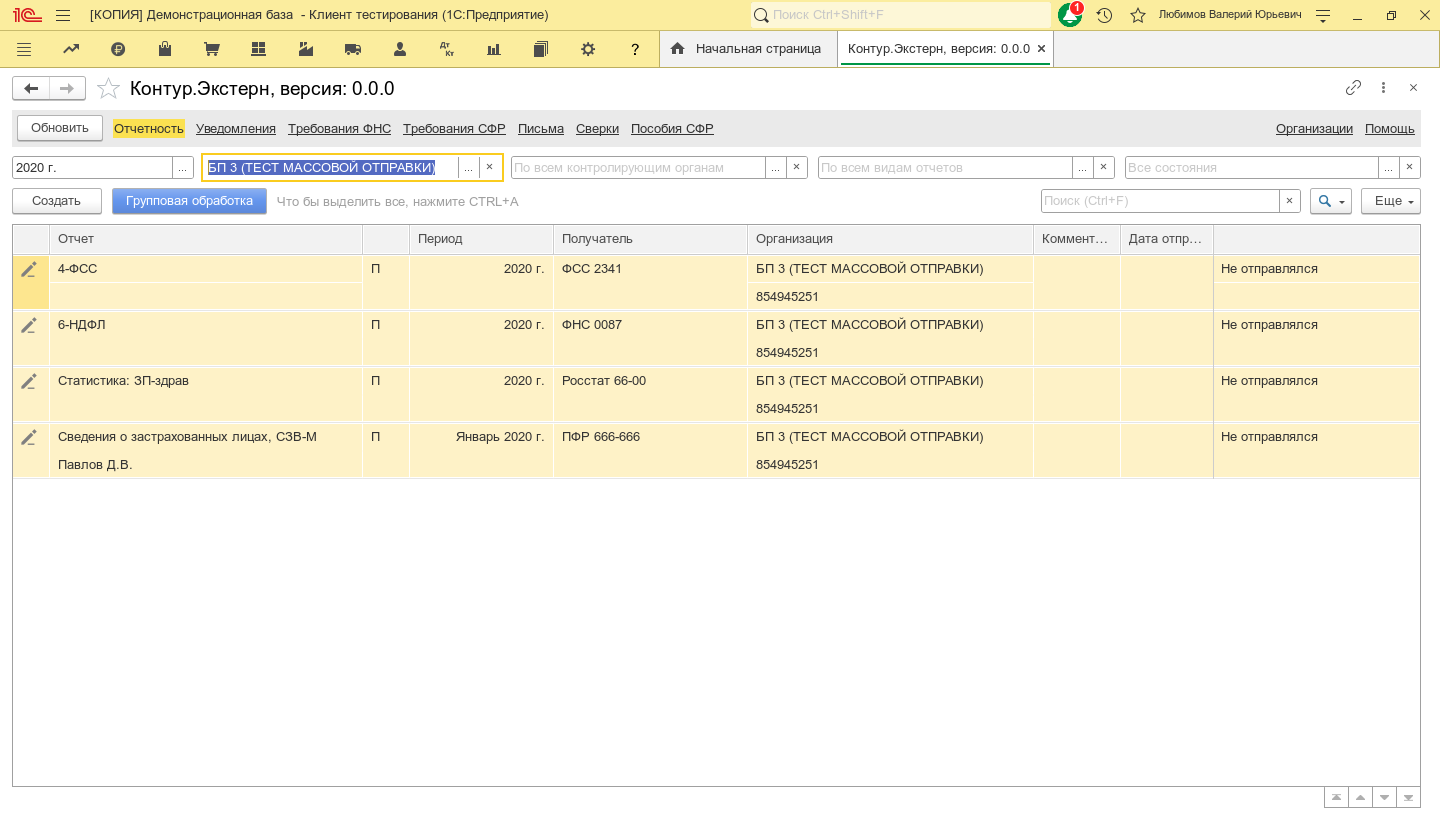 [КОПИЯ] Демонстрационная база - Клиент тестирования (1С:Предприятие)
Поиск Ctrl+Shift+F
1
Любимов Валерий Юрьевич
Дт Кт
?
Начальная страница
Контур.Экстерн, версия: 0.0.0 ×
Контур.Экстерн, версия: 0.0.0
Обновить Отчетность Уведомления Требования ФНС Требования СФР Письма Сверки Пособия СФР Организации Помощь
2020 г. ... БП 3 (ТЕСТ МАССОВОЙ ОТПРАВКИ) ... × По всем контролирующим органам ... × По всем видам отчетов ... × Все состояния ... ×
Создать Групповая обработка Что бы выделить все, нажмите CTRL+A Поиск (Ctrl+F) × Еще
Отчет Период Получатель Организация Коммент... Дата отпр...
4-ФСС П 2020 г. ФСС 2341 БП 3 (ТЕСТ МАССОВОЙ ОТПРАВКИ) Не отправлялся
854945251
6-НДФЛ П 2020 г. ФНС 0087 БП 3 (ТЕСТ МАССОВОЙ ОТПРАВКИ) Не отправлялся
854945251
Статистика: ЗП-здрав П 2020 г. Росстат 66-00 БП 3 (ТЕСТ МАССОВОЙ ОТПРАВКИ) Не отправлялся
854945251
Сведения о застрахованных лицах, СЗВ-М П Январь 2020 г. ПФР 666-666 БП 3 (ТЕСТ МАССОВОЙ ОТПРАВКИ) Не отправлялся
Павлов Д.В. 854945251